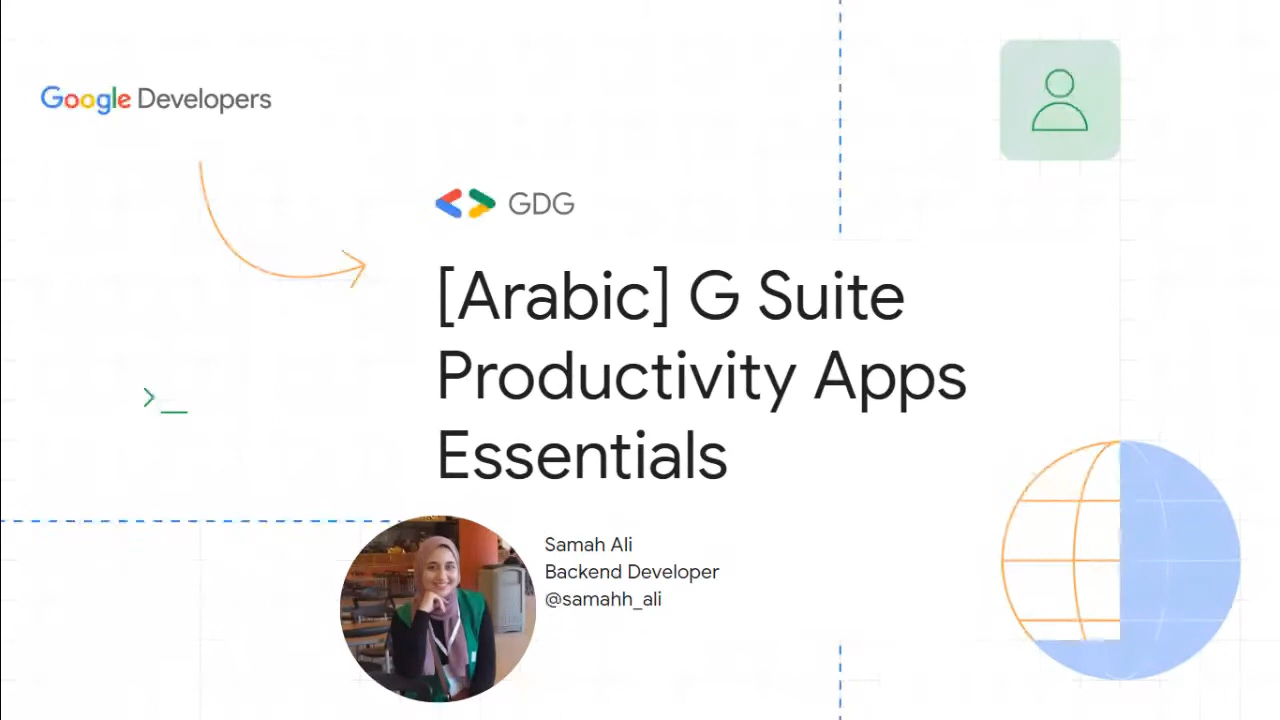 Google Developers
GDG
[Arabic] G Suite
Productivity Apps
Essentials
Samah Ali
Backend Developer
@samahh_ali